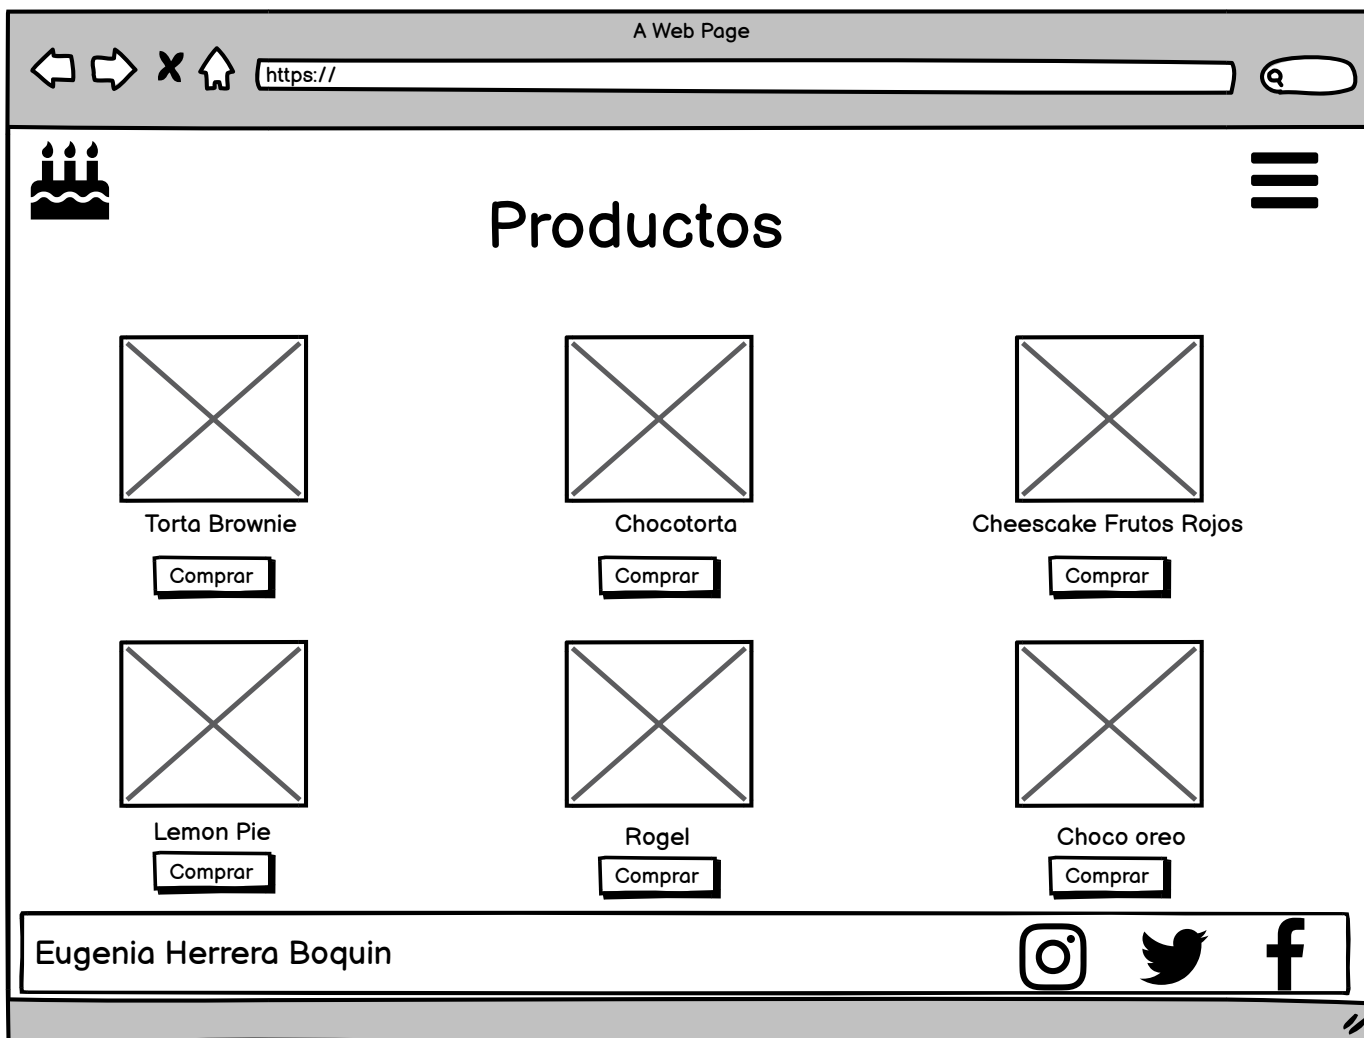 A Web Page
https://
Productos
Torta Brownie
Chocotorta
Cheescake Frutos Rojos
Comprar
Comprar
Comprar
Lemon Pie
Rogel
Choco oreo
Comprar
Comprar
Comprar
Eugenia Herrera Boquin